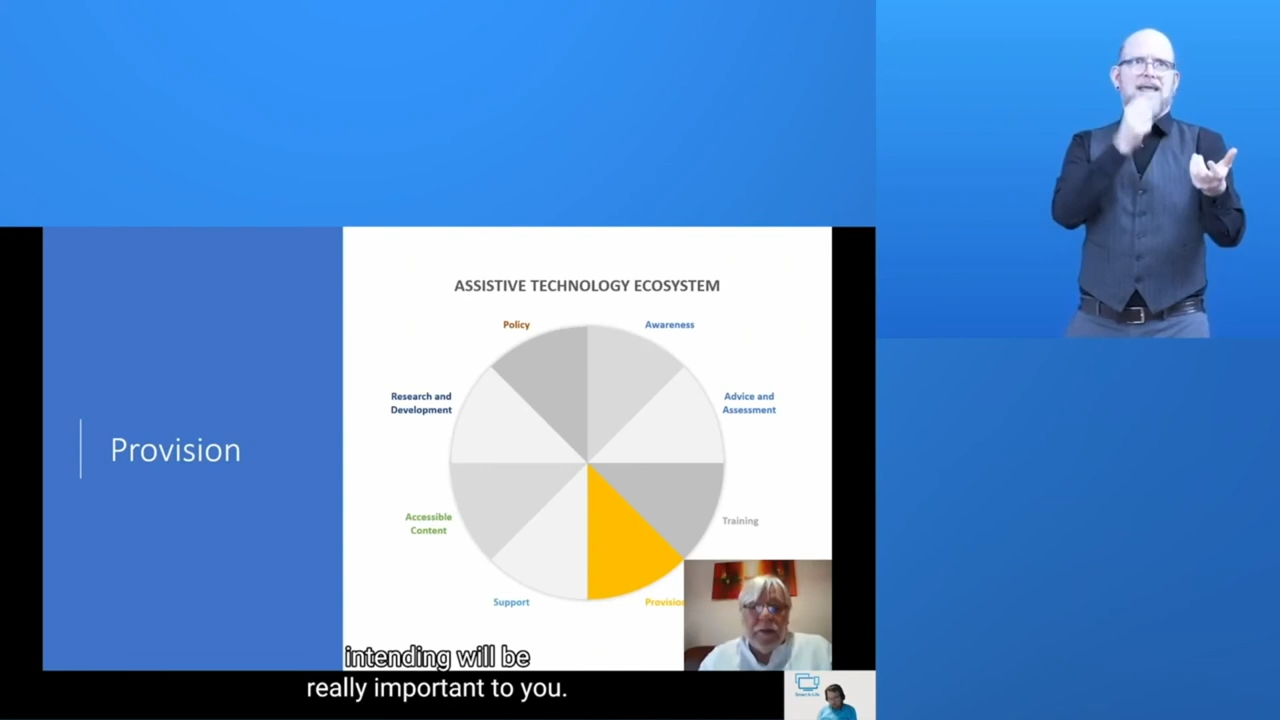 ASSISTIVE TECHNOLOGY ECOSYSTEM
Policy
Awareness
Research and
Development
Advice and
Assessment
Provision
Accessible
Content
Training
Support
Provision
intending will be
really important to you.